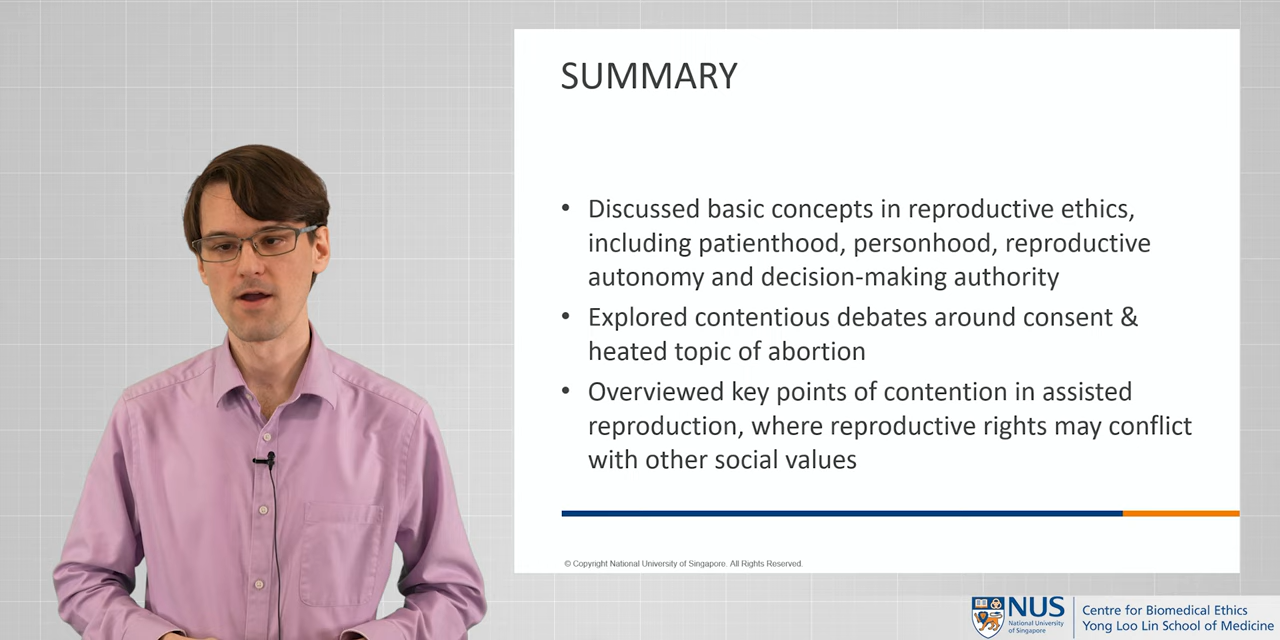 SUMMARY
• Discussed basic concepts in reproductive ethics,
including patienthood, personhood, reproductive
autonomy and decision-making authority
• Explored contentious debates around consent &
heated topic of abortion
• Overviewed key points of contention in assisted
reproduction, where reproductive rights may conflict
with other social values
© Copyright National University of Singapore. All Rights Reserved.
NUS
National University
of Singapore
Centre for Biomedical Ethics
Yong Loo Lin School of Medicine